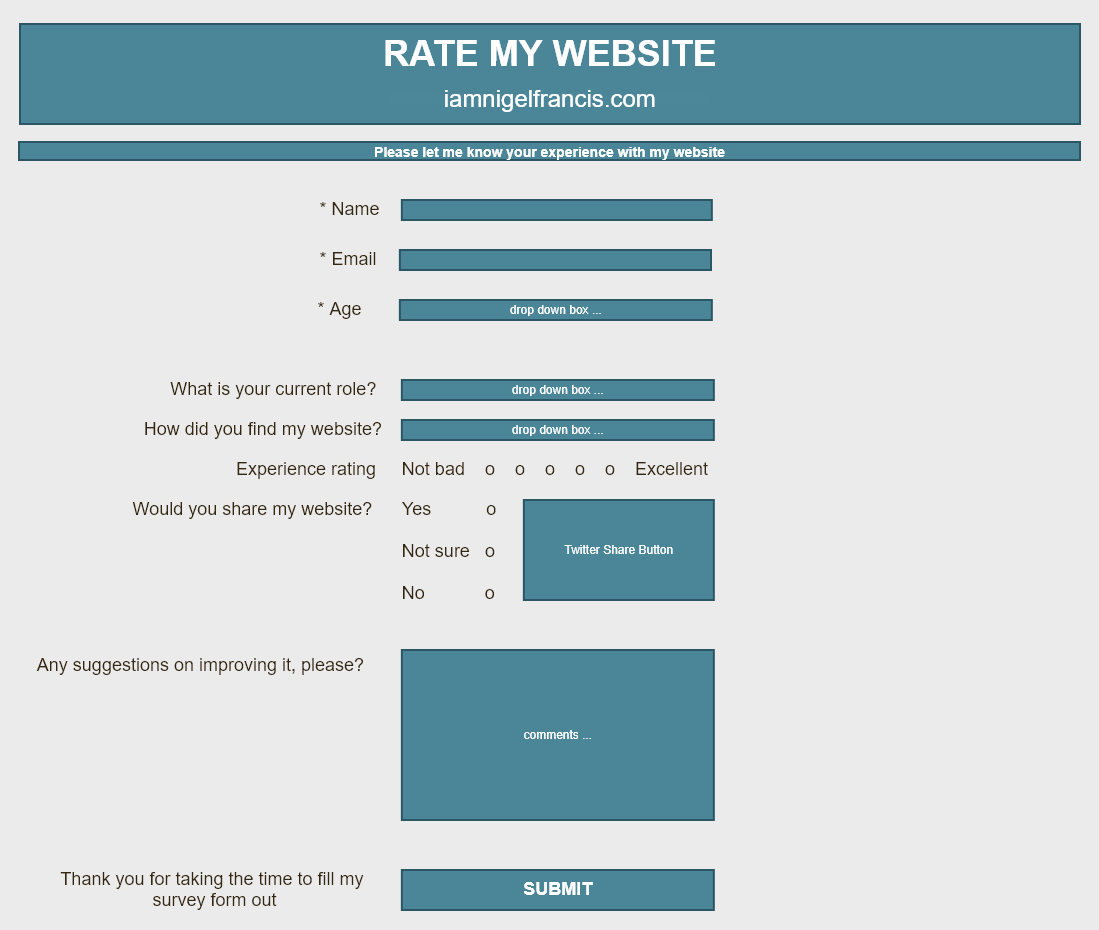 RATE MY WEBSITE
iamnigelfrancis.com
Please let me know your experience with my website
* Name
* Email
* Age drop down box ...
What is your current role? drop down box ...
How did you find my website? drop down box ...
Experience rating Not bad o o o o o Excellent
Would you share my website? Yes o
Not sure o Twitter Share Button
No o
Any suggestions on improving it, please?
comments ...
Thank you for taking the time to fill my
survey form out
SUBMIT